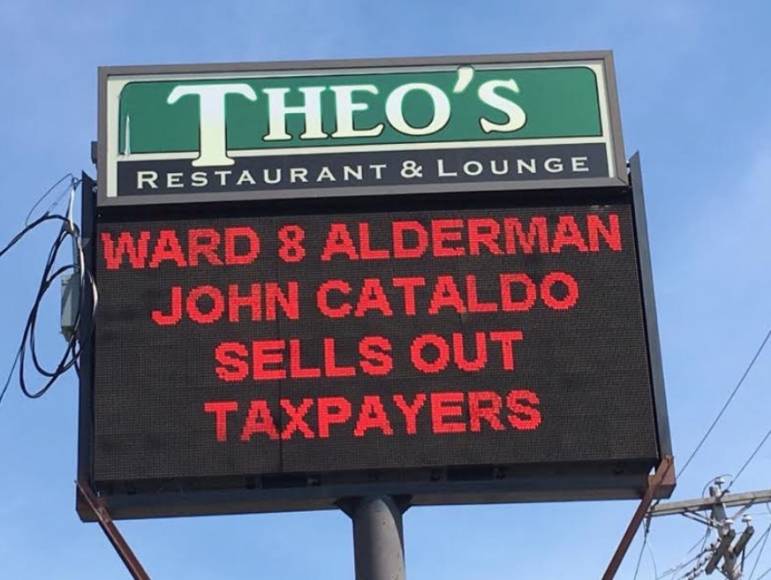 THEO'S
RESTAURANT & LOUNGE
WARD 8 ALDERMAN
JOHN CATALDO
SELLS OUT
TAXPAYERS